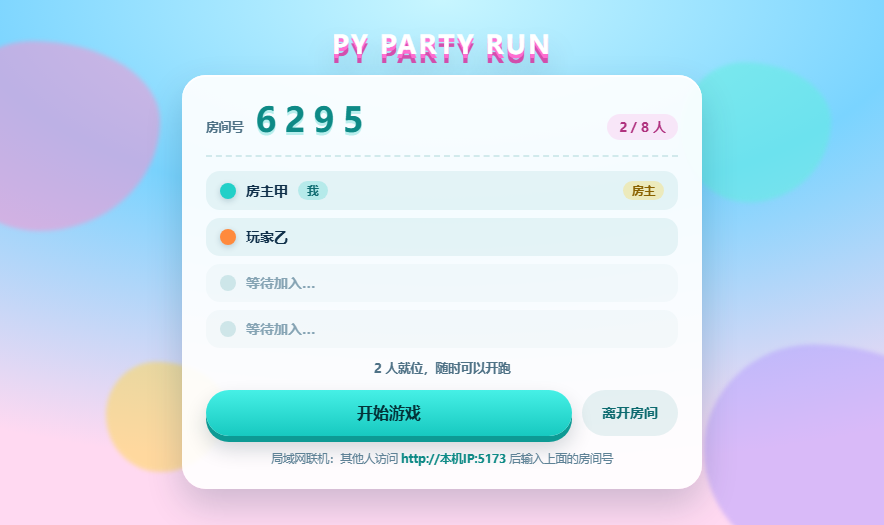 PY PARTY RUN
房间号 6295 2 / 8 人
房主甲 我 房主
玩家乙
等待加入...
等待加入...
2 人就位，随时可以开跑
开始游戏 离开房间
局域网联机：其他人访问 http://本机IP:5173 后输入上面的房间号